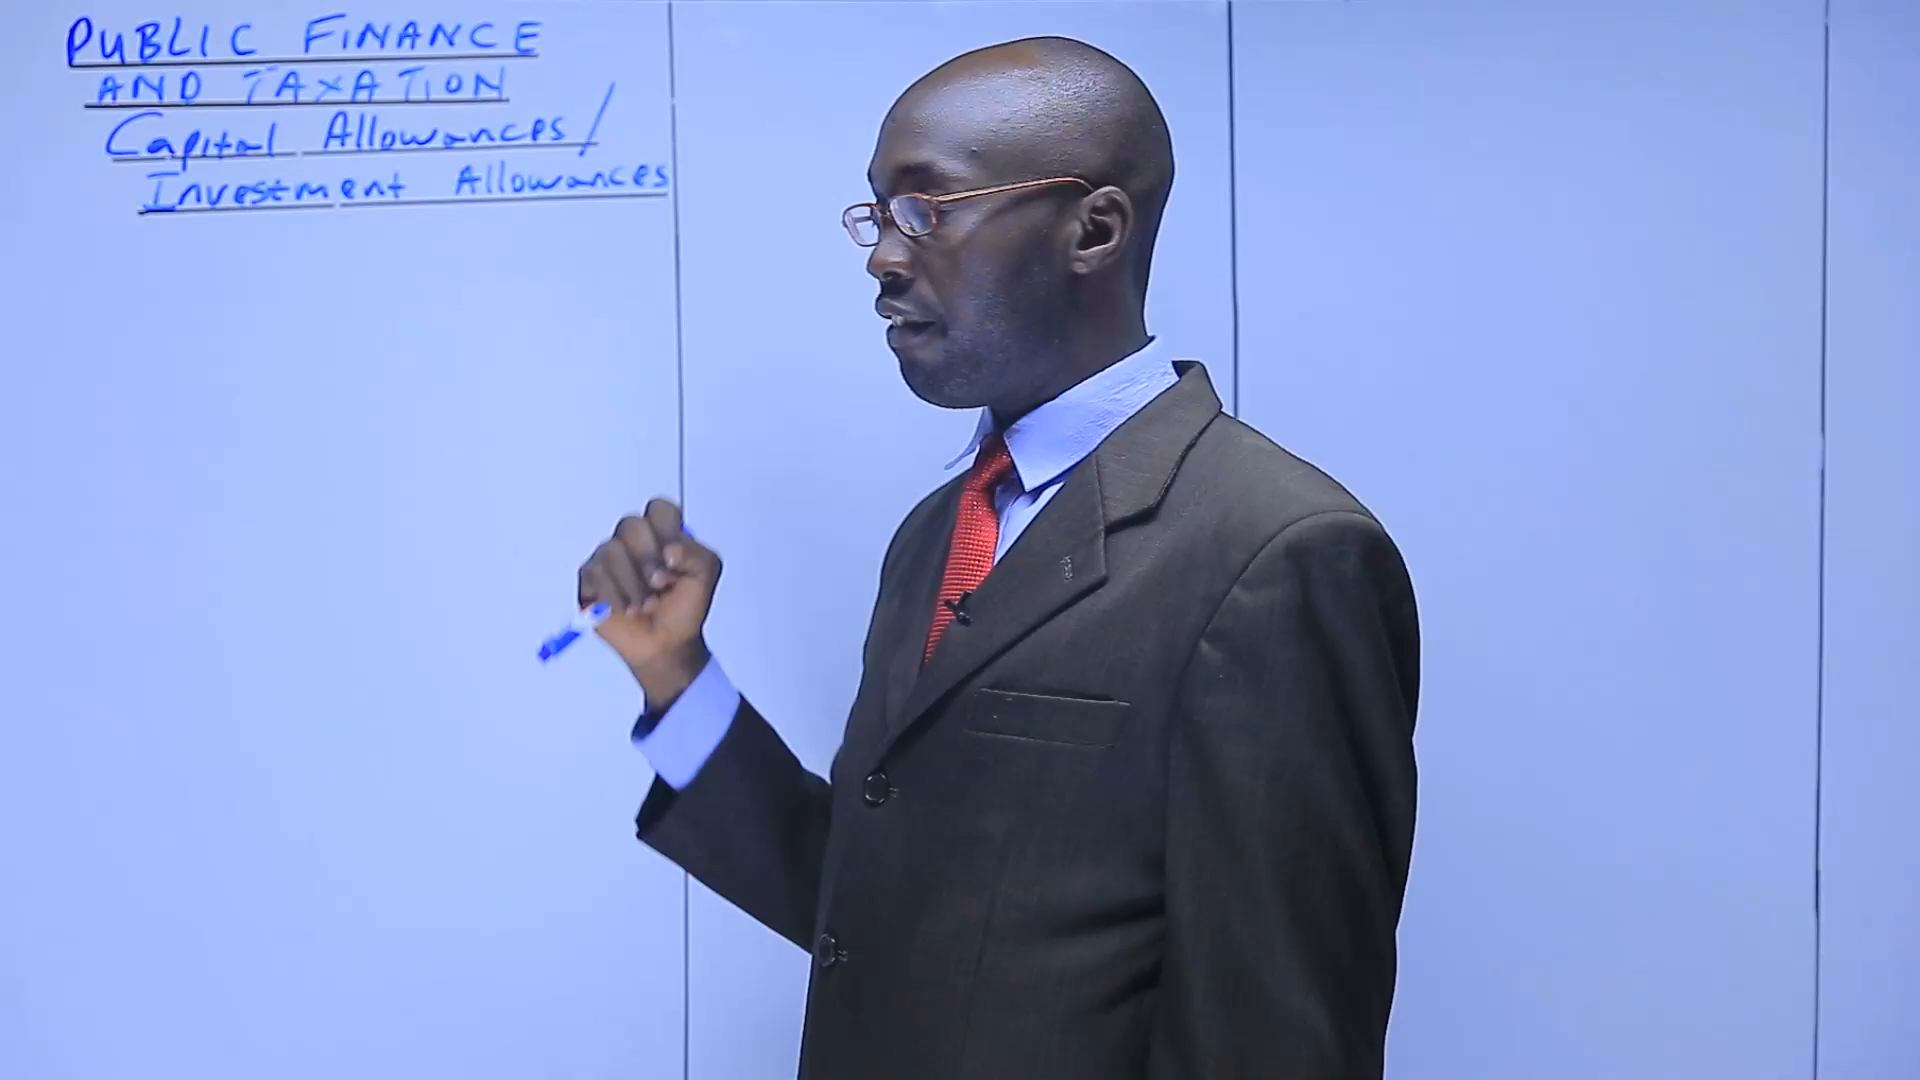 PUBLIC FINANCE
AND TAXATION
Capital Allowances/
Investment Allowances